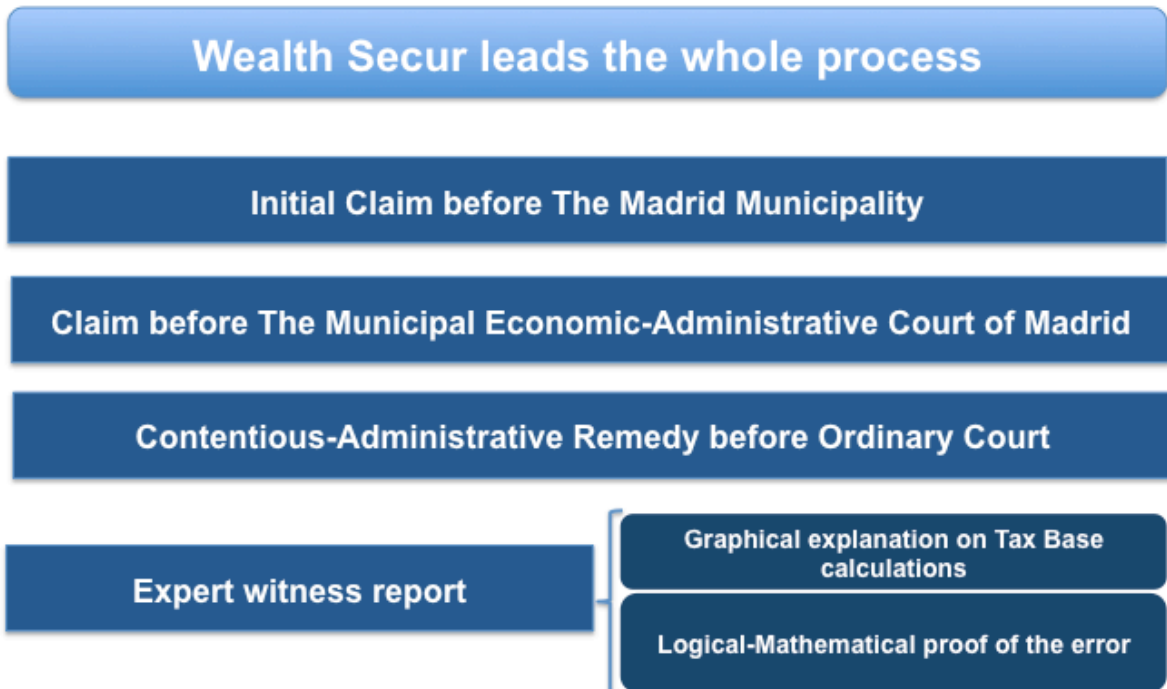 Wealth Secur leads the whole process
Initial Claim before The Madrid Municipality
Claim before The Municipal Economic-Administrative Court of Madrid
Contentious-Administrative Remedy before Ordinary Court
Expert witness report
Graphical explanation on Tax Base
calculations
Logical-Mathematical proof of the error